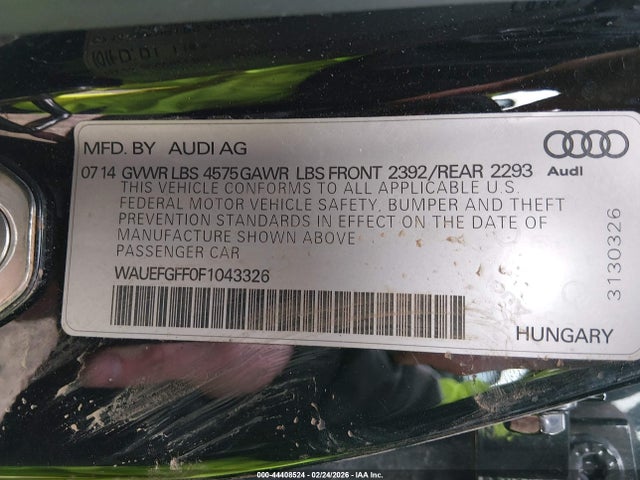 MFD. BY AUDI AG
07 14 GVWR LBS 4575 GAWR LBS FRONT 2392/REAR 2293
Audi
THIS VEHICLE CONFORMS TO ALL APPLICABLE U.S.
FEDERAL MOTOR VEHICLE SAFETY, BUMPER AND THEFT
PREVENTION STANDARDS IN EFFECT ON THE DATE OF
MANUFACTURE SHOWN ABOVE
PASSENGER CAR
WAUEFGFF0F1043326
3130326
HUNGARY
000-44408524 - 02/24/2026 - IAA Inc.